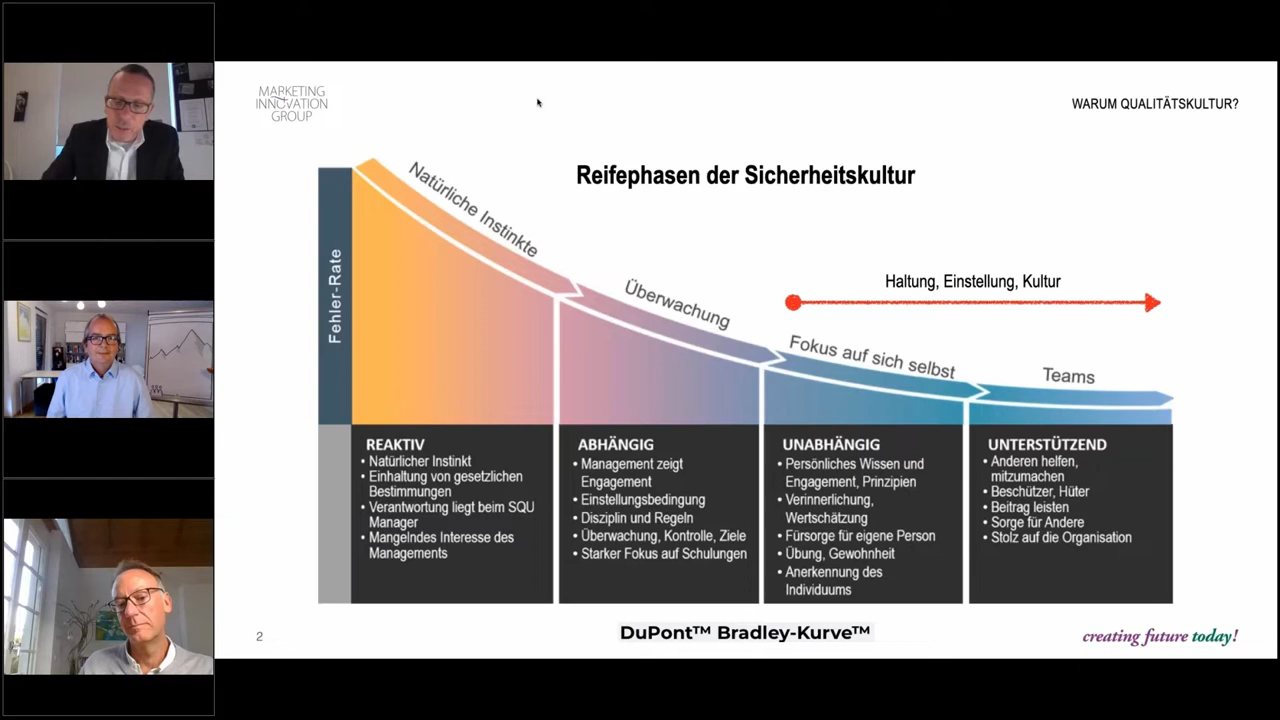 MARKETING
INNOVATION
GROUP
WARUM QUALITÄTSKULTUR?
Reifephasen der Sicherheitskultur
Fehler-Rate
Natürliche Instinkte
Überwachung
Fokus auf sich selbst
Teams
Haltung, Einstellung, Kultur
REAKTIV
• Natürlicher Instinkt
• Einhaltung von gesetzlichen
Bestimmungen
• Verantwortung liegt beim SQU
Manager
• Mangelndes Interesse des
Managements
ABHÄNGIG
• Management zeigt
Engagement
• Einstellungsbedingung
• Disziplin und Regeln
• Überwachung, Kontrolle, Ziele
• Starker Fokus auf Schulungen
UNABHÄNGIG
• Persönliches Wissen und
Engagement, Prinzipien
• Verinnerlichung,
Wertschätzung
• Fürsorge für eigene Person
• Übung, Gewohnheit
• Anerkennung des
Individuums
UNTERSTÜTZEND
• Anderen helfen,
mitzumachen
• Beschützer, Hüter
• Beitrag leisten
• Sorge für Andere
• Stolz auf die Organisation
2
DuPont™ Bradley-Kurve™
creating future today!